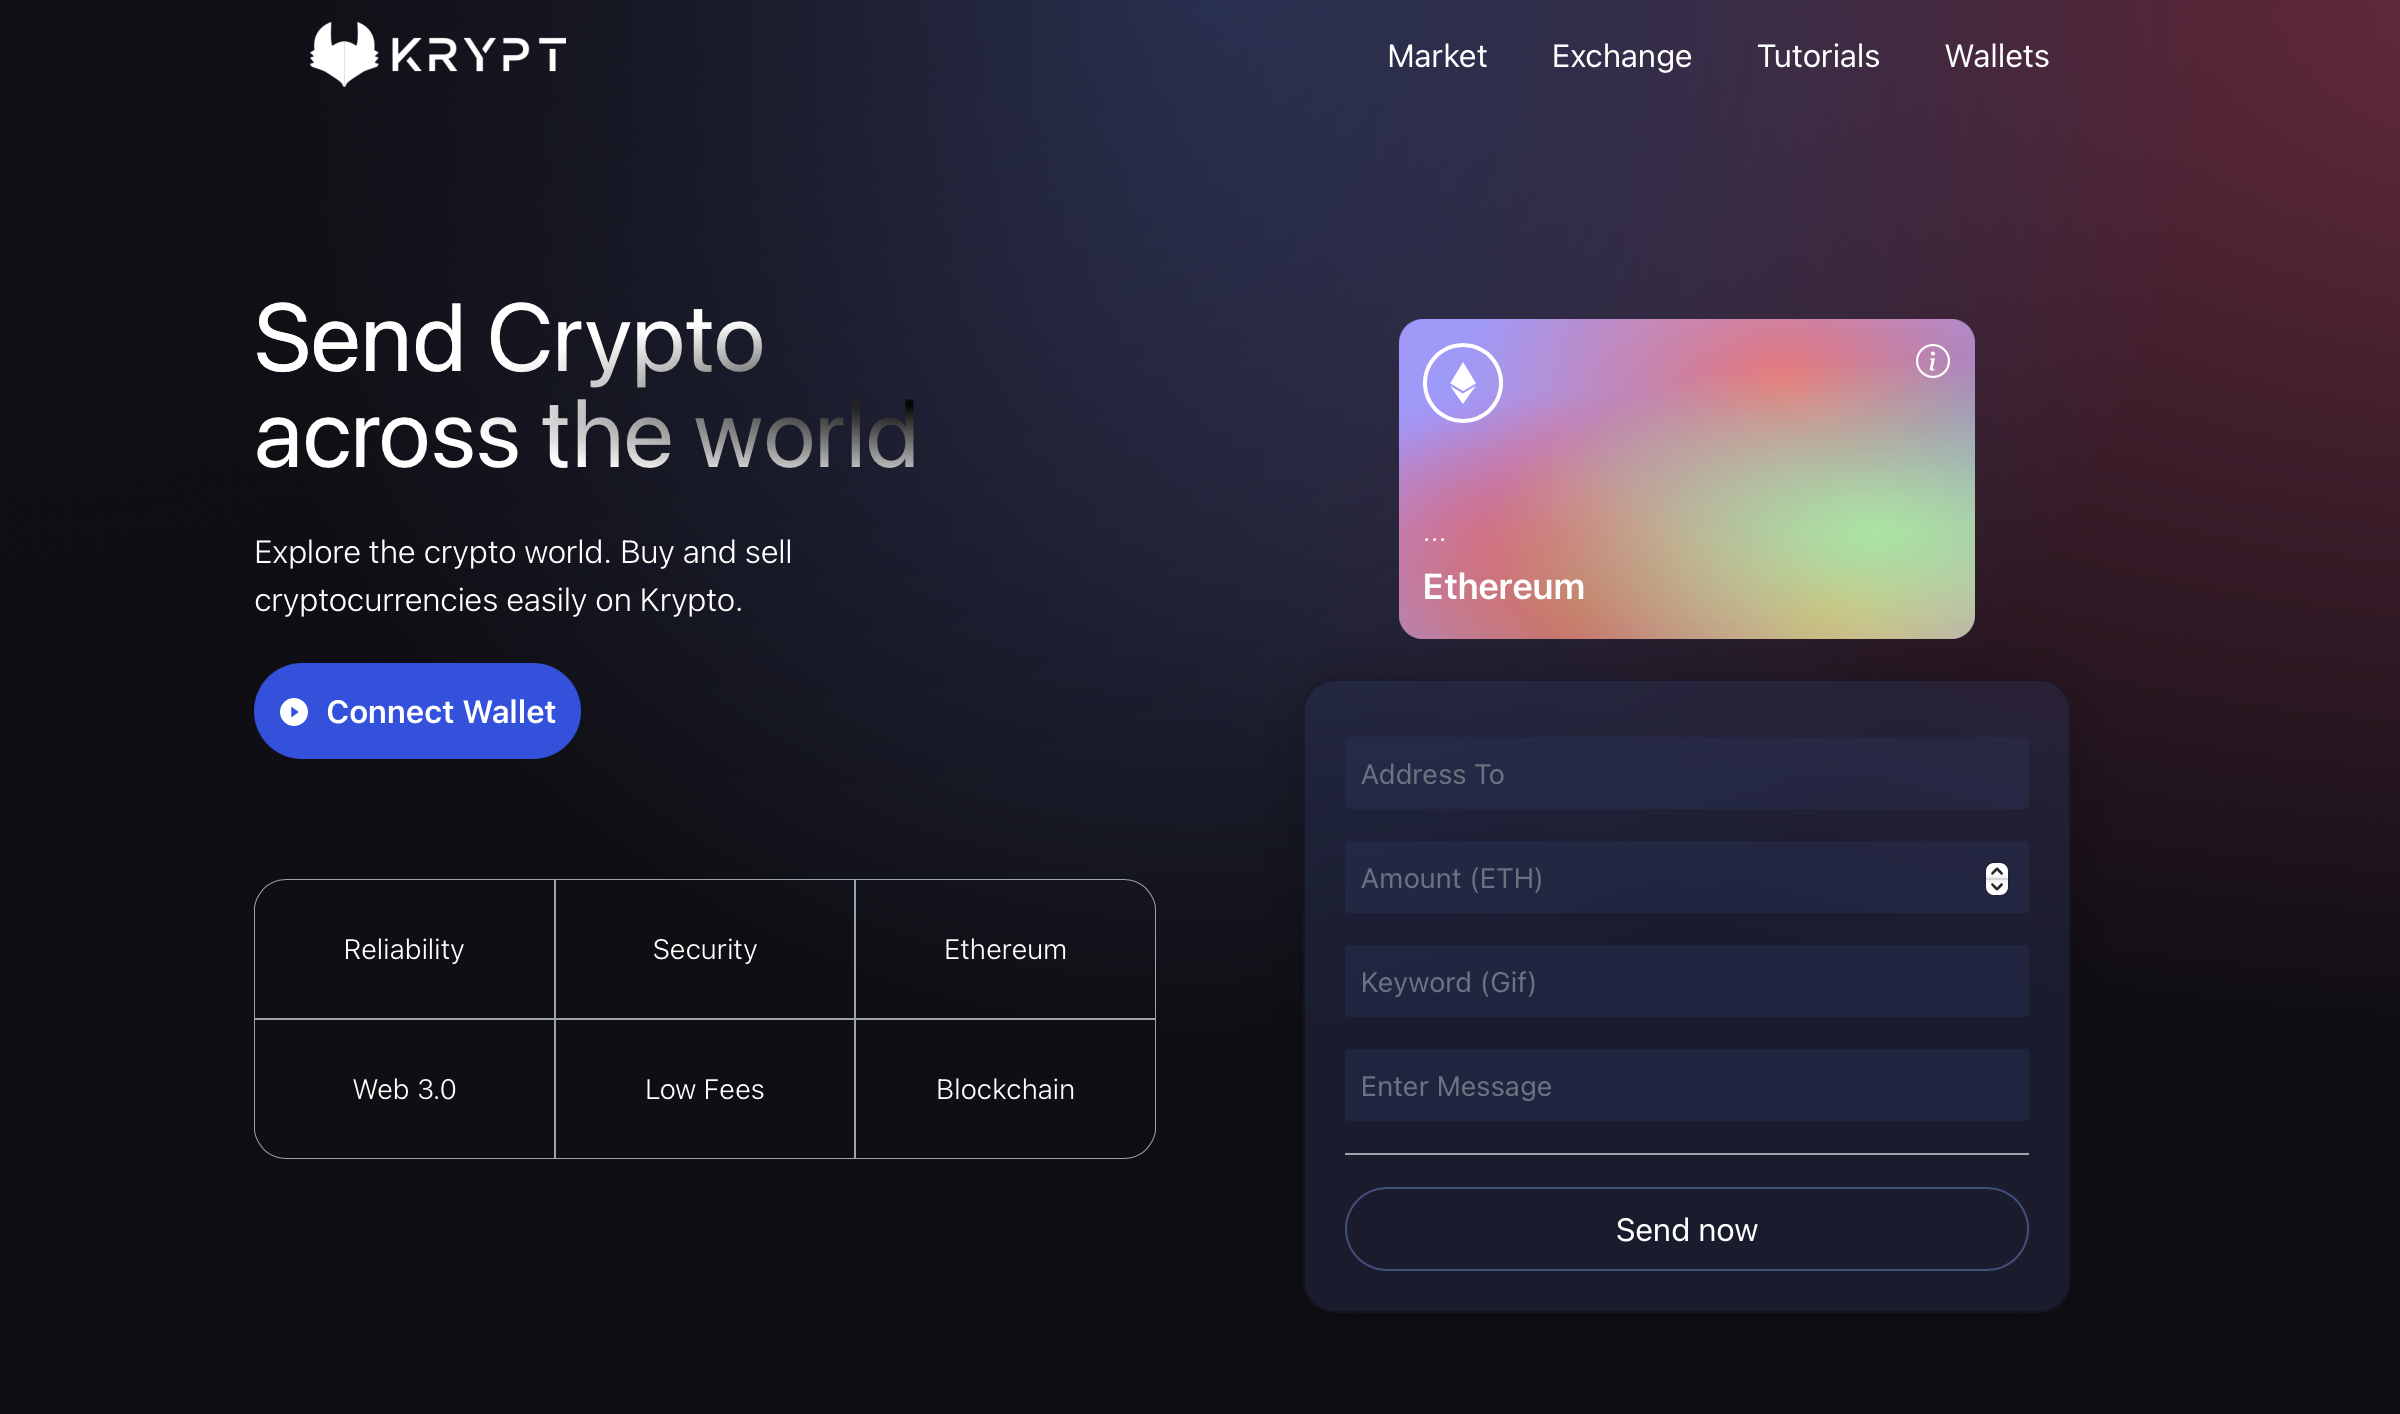 KRYPT
Market
Exchange
Tutorials
Wallets
Send Crypto
across the world
Explore the crypto world. Buy and sell
cryptocurrencies easily on Krypto.
Connect Wallet
Reliability
Security
Ethereum
Web 3.0
Low Fees
Blockchain
i
...
Ethereum
Address To
Amount (ETH)
Keyword (Gif)
Enter Message
Send now